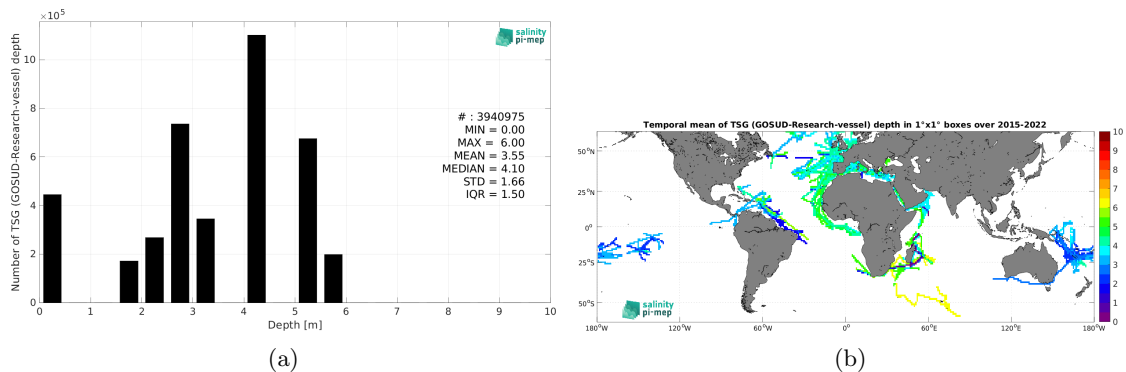 ×10⁵
10
8
6
4
2
0
Number of TSG (GOSUD-Research-vessel) depth
salinity
pi-mep
# : 3940975
MIN = 0.00
MAX = 6.00
MEAN = 3.55
MEDIAN = 4.10
STD = 1.66
IQR = 1.50
0 1 2 3 4 5 6 7 8 9 10
Depth [m]
(a)
Temporal mean of TSG (GOSUD-Research-vessel) depth in 1°x1° boxes over 2015-2022
50°N
25°N
0°
25°S
50°S
salinity
pi-mep
180°W 120°W 60°W 0° 60°E 120°E 180°W
10
9
8
7
6
5
4
3
2
1
0
(b)